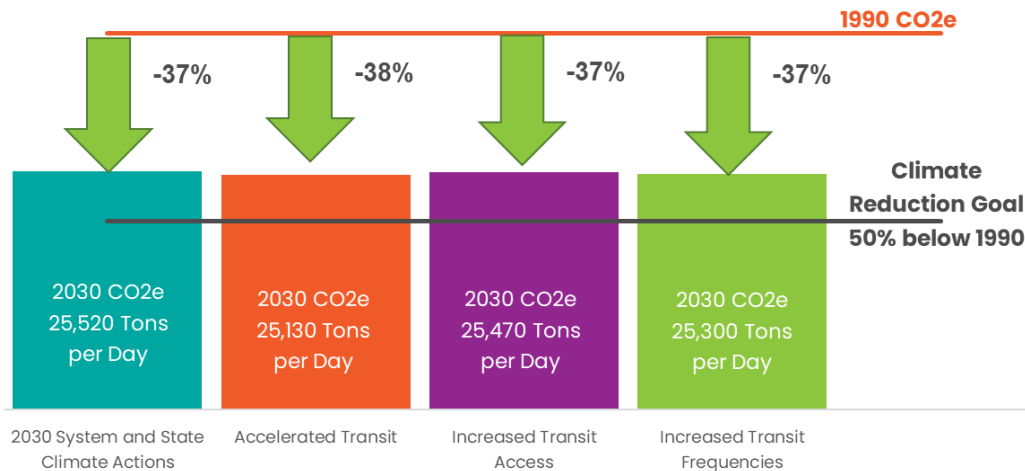 1990 CO2e
-37%
-38%
-37%
-37%
Climate
Reduction Goal
50% below 1990
2030 CO2e
25,520 Tons
per Day
2030 CO2e
25,130 Tons
per Day
2030 CO2e
25,470 Tons
per Day
2030 CO2e
25,300 Tons
per Day
2030 System and State
Climate Actions
Accelerated Transit
Increased Transit
Access
Increased Transit
Frequencies